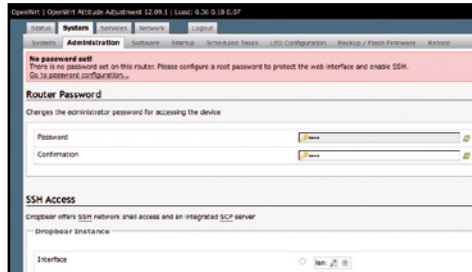 OpenWrt | OpenWrt Attitude Adjustment 12.09.1 | Load: 0.36 0.18 0.07
Status System Services Network Logout
System Administration Software Startup Scheduled Tasks LED Configuration Backup / Flash Firmware Reboot
No password set!
There is no password set on this router. Please configure a root password to protect the web interface and enable SSH.
Go to password configuration...
Router Password
Changes the administrator password for accessing the device
Password
Confirmation
SSH Access
Dropbear offers SSH network shell access and an integrated SCP server
Dropbear Instance
Interface lan: